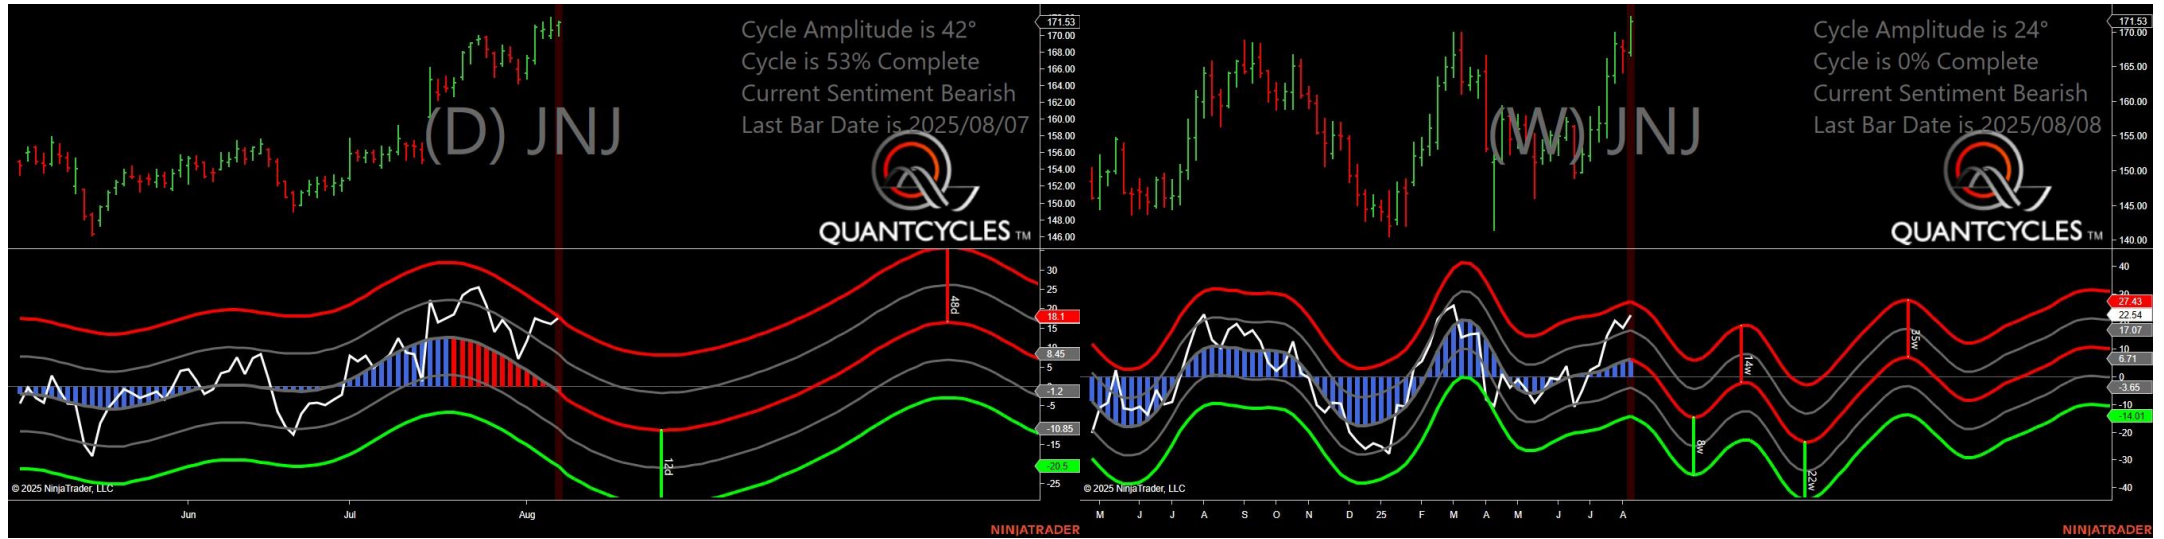 Cycle Amplitude is 42°
Cycle is 53% Complete
Current Sentiment Bearish
Last Bar Date is 2025/08/07
(D) JNJ
QUANTCYCLES TM
171.53
170.00
168.00
166.00
164.00
162.00
160.00
158.00
156.00
154.00
152.00
150.00
148.00
146.00
30
25
20
18.1
15
10
8.45
5
0
-1.2
-5
-10.85
-15
-20.5
-25
48d
12d
© 2025 NinjaTrader, LLC
Jun
Jul
Aug
NINJATRADER
Cycle Amplitude is 24°
Cycle is 0% Complete
Current Sentiment Bearish
Last Bar Date is 2025/08/08
(W) JNJ
QUANTCYCLES TM
171.53
170.00
165.00
160.00
155.00
150.00
145.00
140.00
40
30
27.43
22.54
17.07
10
6.71
0
-3.65
-10
-14.01
-20
-30
-40
8w
14w
22w
35w
© 2025 NinjaTrader, LLC
M J J A S O N D 25 F M A M J J A
NINJATRADER